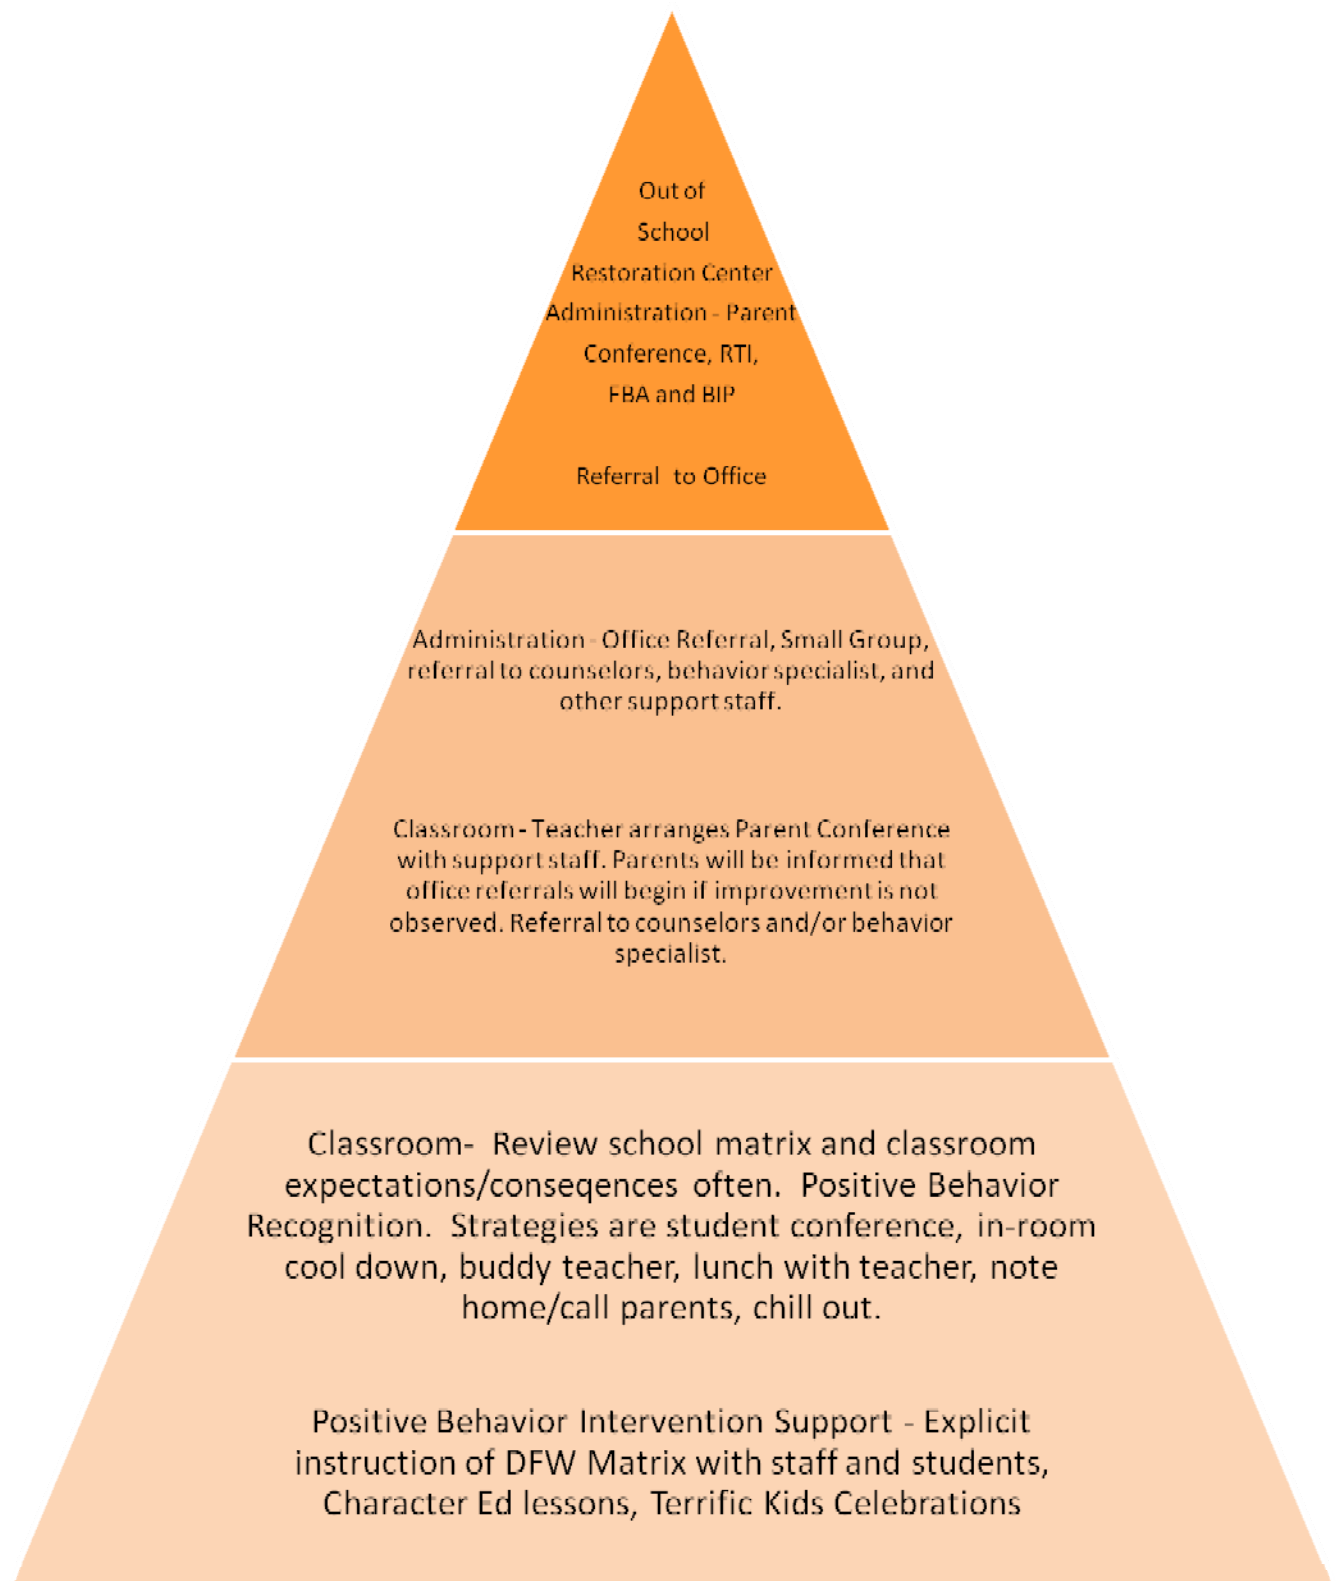 Out of
School
Restoration Center
Administration - Parent
Conference, RTI,
FBA and BIP
Referral to Office
Administration - Office Referral, Small Group,
referral to counselors, behavior specialist, and
other support staff.
Classroom - Teacher arranges Parent Conference
with support staff. Parents will be informed that
office referrals will begin if improvement is not
observed. Referral to counselors and/or behavior
specialist.
Classroom- Review school matrix and classroom
expectations/conseqences often. Positive Behavior
Recognition. Strategies are student conference, in-room
cool down, buddy teacher, lunch with teacher, note
home/call parents, chill out.
Positive Behavior Intervention Support - Explicit
instruction of DFW Matrix with staff and students,
Character Ed lessons, Terrific Kids Celebrations